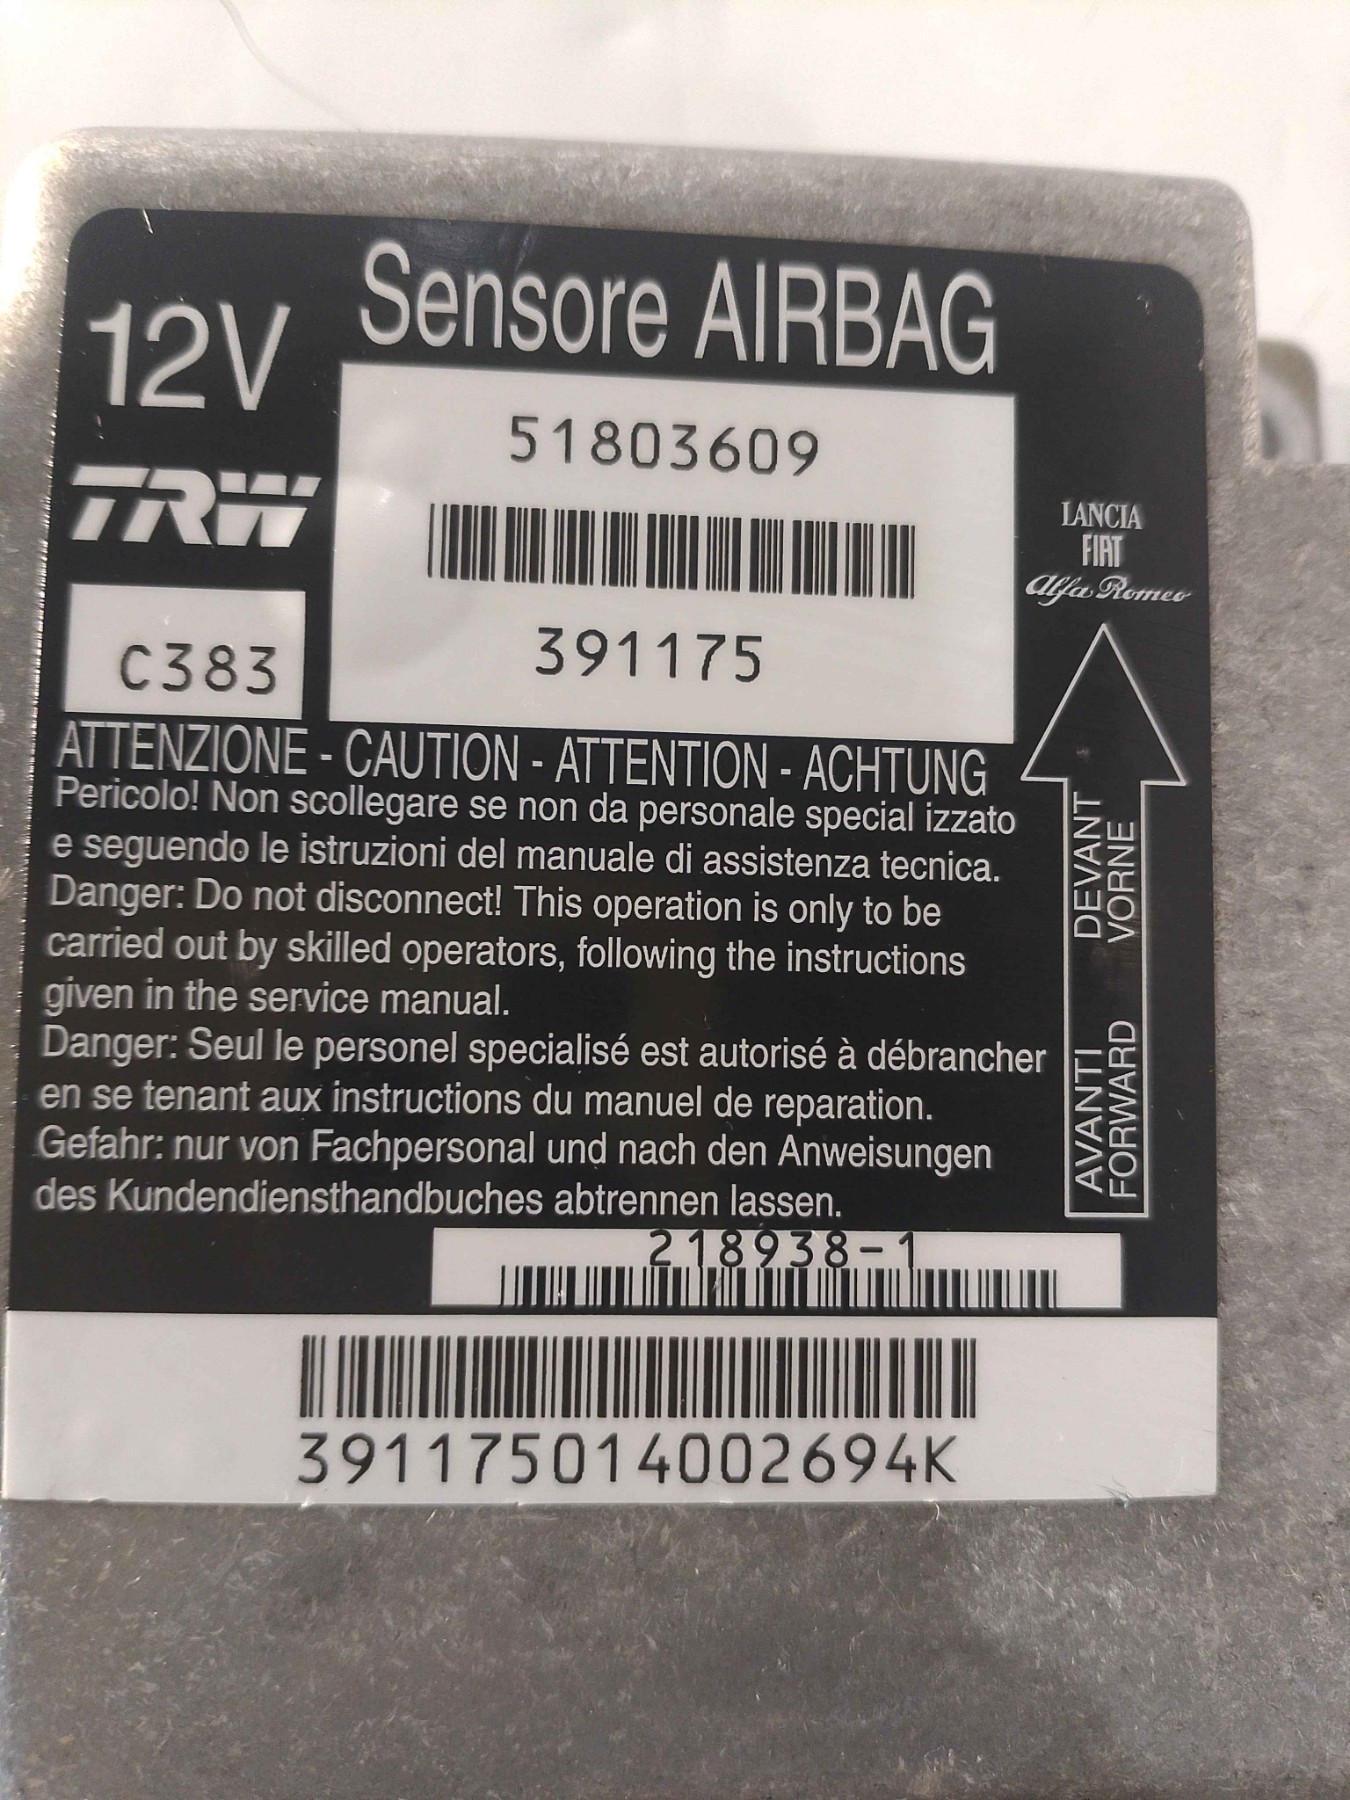 12V
Sensore AIRBAG
TRW
51803609
391175
C383
LANCIA
FIAT
Alfa Romeo
ATTENZIONE - CAUTION - ATTENTION - ACHTUNG
Pericolo! Non scollegare se non da personale special izzato
e seguendo le istruzioni del manuale di assistenza tecnica.
Danger: Do not disconnect! This operation is only to be
carried out by skilled operators, following the instructions
given in the service manual.
Danger: Seul le personel specialisé est autorisé à débrancher
en se tenant aux instructions du manuel de reparation.
Gefahr: nur von Fachpersonal und nach den Anweisungen
des Kundendiensthandbuches abtrennen lassen.
AVANTI DEVANT
FORWARD VORNE
218938-1
391175014002694K